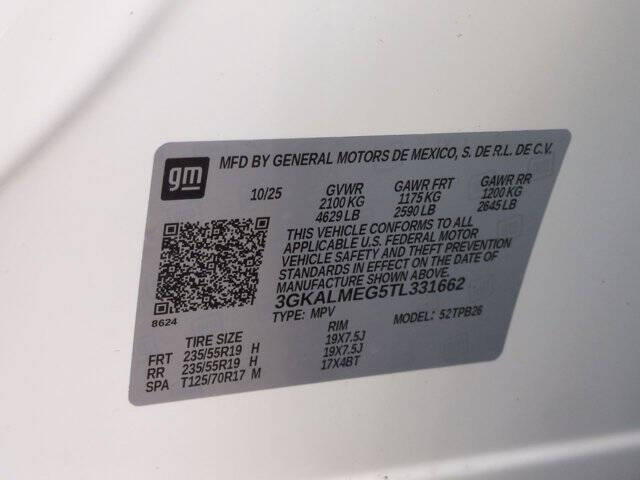 gm
MFD BY GENERAL MOTORS DE MEXICO, S. DE R.L. DE C.V.
10/25 GVWR GAWR FRT GAWR RR
2100 KG 1175 KG 1200 KG
4629 LB 2590 LB 2645 LB
THIS VEHICLE CONFORMS TO ALL
APPLICABLE U.S. FEDERAL MOTOR
VEHICLE SAFETY AND THEFT PREVENTION
STANDARDS IN EFFECT ON THE DATE OF
MANUFACTURE SHOWN ABOVE.
3GKALMEG5TL331662
8624
TYPE: MPV MODEL: 52TPB26
TIRE SIZE RIM
FRT 235/55R19 H 19X7.5J
RR 235/55R19 H 19X7.5J
SPA T125/70R17 M 17X4BT